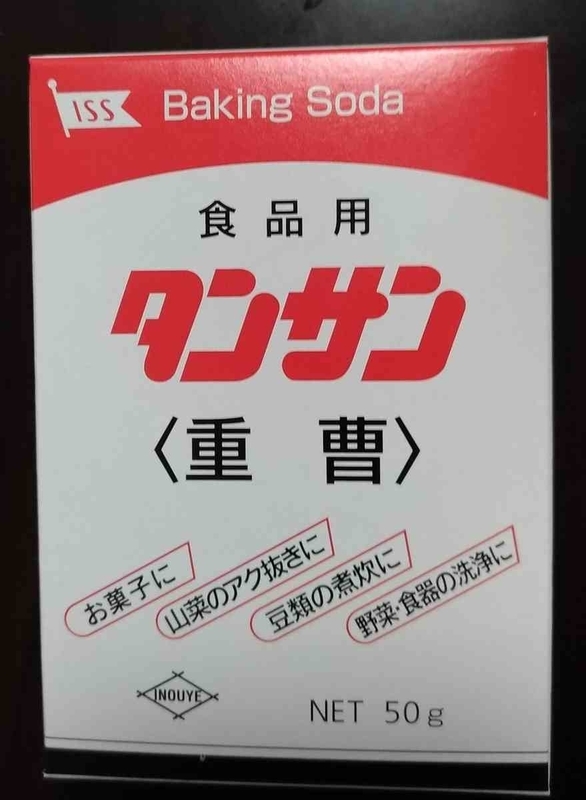 ISS
Baking Soda
食品用
タンサン
〈重曹〉
お菓子に
山菜のアク抜きに
豆類の煮炊に
野菜・食器の洗浄に
INOUYE
NET 50g